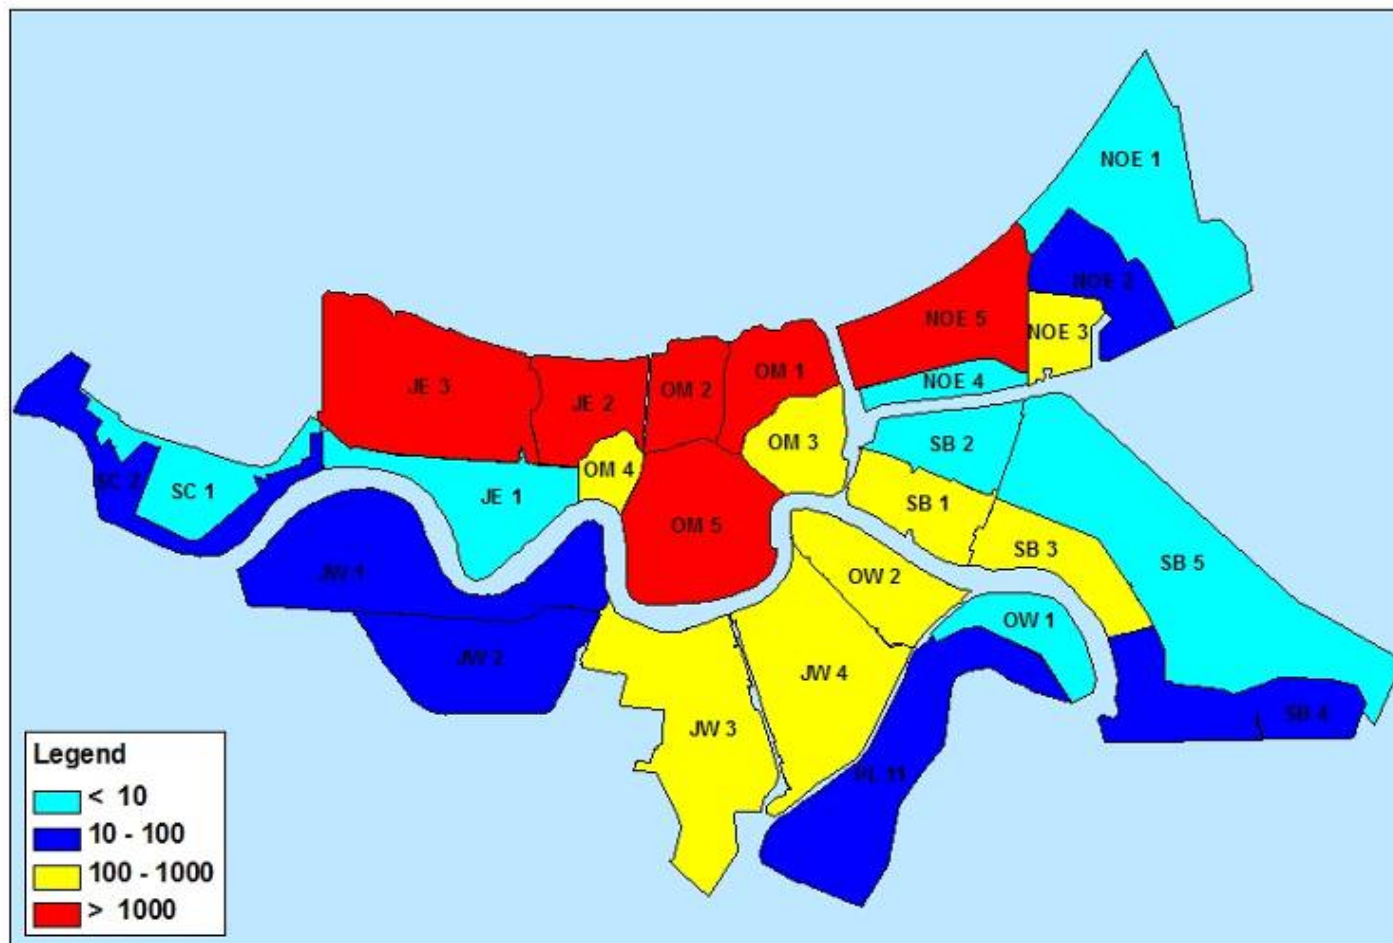 NOE 1
NOE 2
NOE 5
NOE 3
JE 3
OM 2
OM 1
NOE 4
JE 2
OM 3
SB 2
OM 4
SC 2
SC 1
JE 1
SB 1
OM 5
SB 3
SB 5
JW 1
OW 2
OW 1
JW 2
JW 4
SB 4
JW 3
PL 11
Legend
< 10
10 - 100
100 - 1000
> 1000